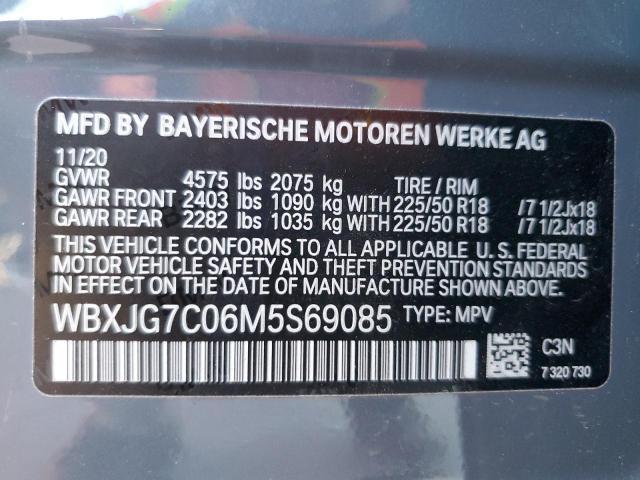 MFD BY BAYERISCHE MOTOREN WERKE AG
11/20
GVWR 4575 lbs 2075 kg TIRE / RIM
GAWR FRONT 2403 lbs 1090 kg WITH 225/50 R18 /7 1/2Jx18
GAWR REAR 2282 lbs 1035 kg WITH 225/50 R18 /7 1/2Jx18
THIS VEHICLE CONFORMS TO ALL APPLICABLE U. S. FEDERAL
MOTOR VEHICLE SAFETY AND THEFT PREVENTION STANDARDS
IN EFFECT ON THE DATE OF MANUFACTURE SHOWN ABOVE.
WBXJG7C06M5S69085 TYPE: MPV
C3N
7 320 730